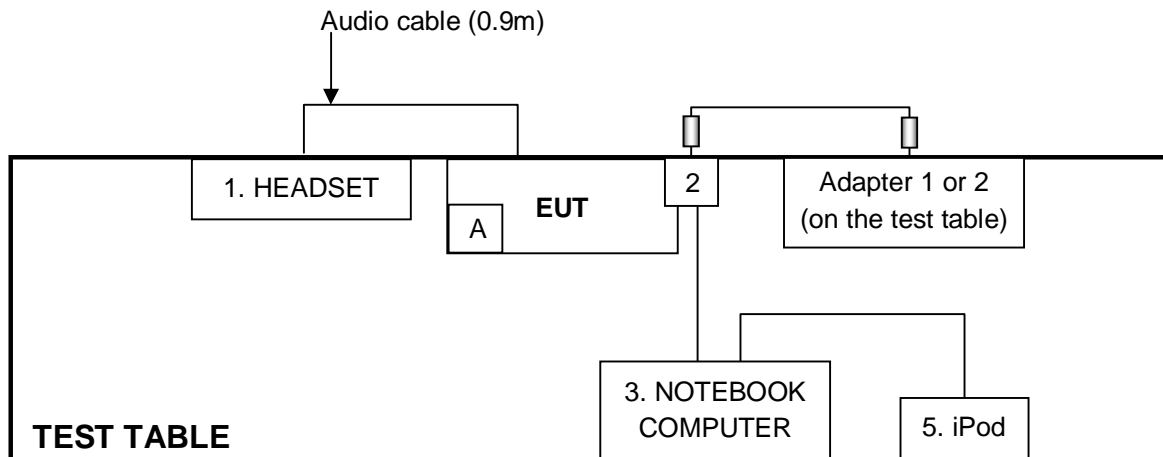 Audio cable (0.9m)
1. HEADSET
EUT
A
2
Adapter 1 or 2
(on the test table)
3. NOTEBOOK
COMPUTER
5. iPod
TEST TABLE